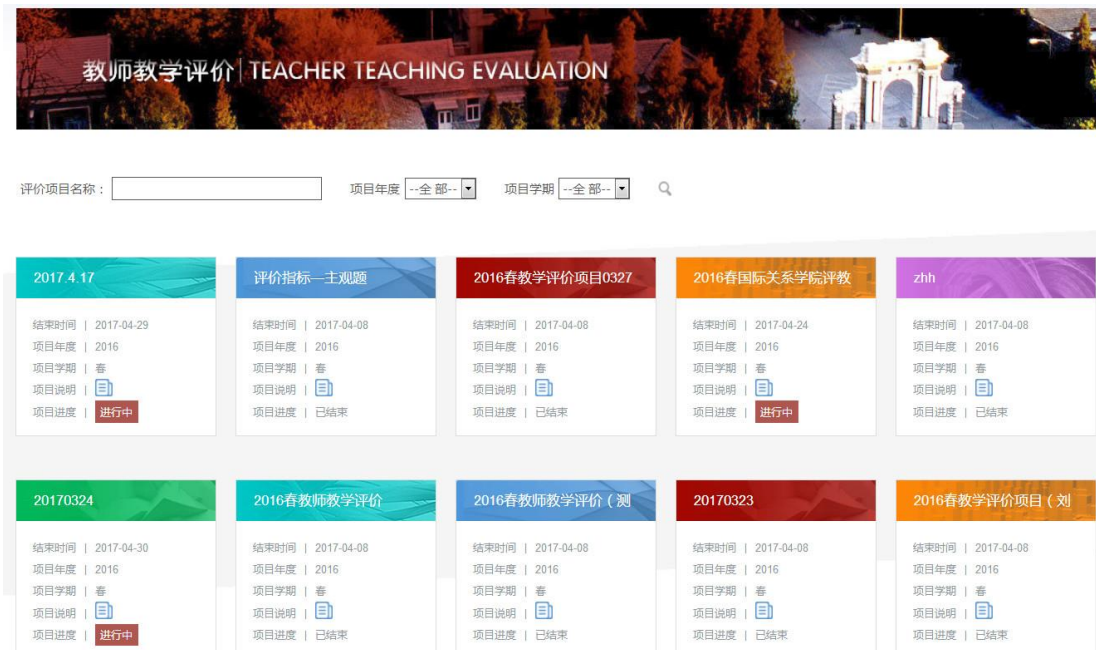 教师教学评价 | TEACHER TEACHING EVALUATION
评价项目名称： 项目年度 --全 部-- 项目学期 --全 部--
2017.4.17
结束时间 | 2017-04-29
项目年度 | 2016
项目学期 | 春
项目说明 |
项目进度 | 进行中
评价指标—主观题
结束时间 | 2017-04-08
项目年度 | 2016
项目学期 | 春
项目说明 |
项目进度 | 已结束
2016春教学评价项目0327
结束时间 | 2017-04-08
项目年度 | 2016
项目学期 | 春
项目说明 |
项目进度 | 已结束
2016春国际关系学院评教
结束时间 | 2017-04-24
项目年度 | 2016
项目学期 | 春
项目说明 |
项目进度 | 进行中
zhh
结束时间 | 2017-04-08
项目年度 | 2016
项目学期 | 春
项目说明 |
项目进度 | 已结束
20170324
结束时间 | 2017-04-30
项目年度 | 2016
项目学期 | 春
项目说明 |
项目进度 | 进行中
2016春教师教学评价
结束时间 | 2017-04-08
项目年度 | 2016
项目学期 | 春
项目说明 |
项目进度 | 已结束
2016春教师教学评价（测
结束时间 | 2017-04-08
项目年度 | 2016
项目学期 | 春
项目说明 |
项目进度 | 已结束
20170323
结束时间 | 2017-04-08
项目年度 | 2016
项目学期 | 春
项目说明 |
项目进度 | 已结束
2016春教学评价项目（刘
结束时间 | 2017-04-08
项目年度 | 2016
项目学期 | 春
项目说明 |
项目进度 | 已结束